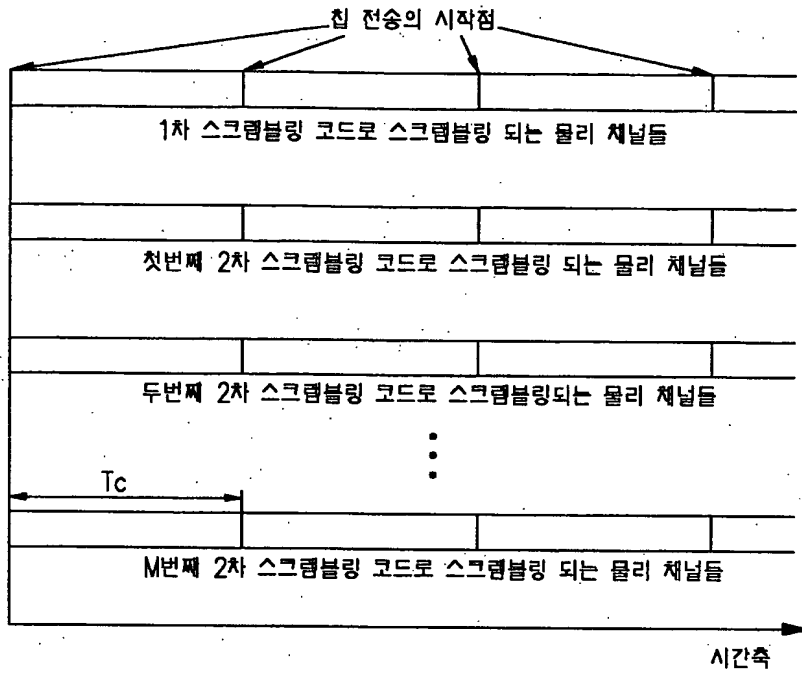 칩 전송의 시작점
1차 스크램블링 코드로 스크램블링 되는 물리 채널들
첫번째 2차 스크램블링 코드로 스크램블링 되는 물리 채널들
두번째 2차 스크램블링 코드로 스크램블링되는 물리 채널들
Tc
M번째 2차 스크램블링 코드로 스크램블링 되는 물리 채널들
시간축